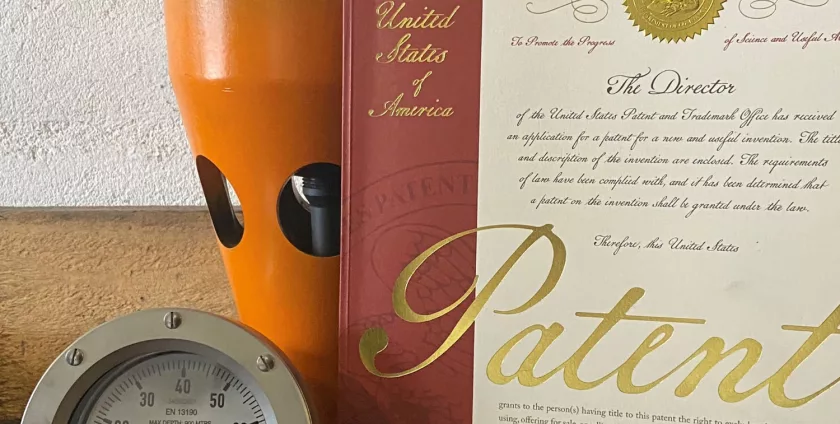 United
States
of
America
To Promote the Progress
of Science and Useful
The Director
of the United States Patent and Trademark Office has received
an application for a patent for a new and useful invention. The title
and description of the invention are enclosed. The requirements
of law have been complied with, and it has been determined that
a patent on the invention shall be granted under the law.
Therefore, this United States
PATENT
Patent
grants to the person(s) having title to this patent the right to
using, offering for
30
40
50
EN 13190